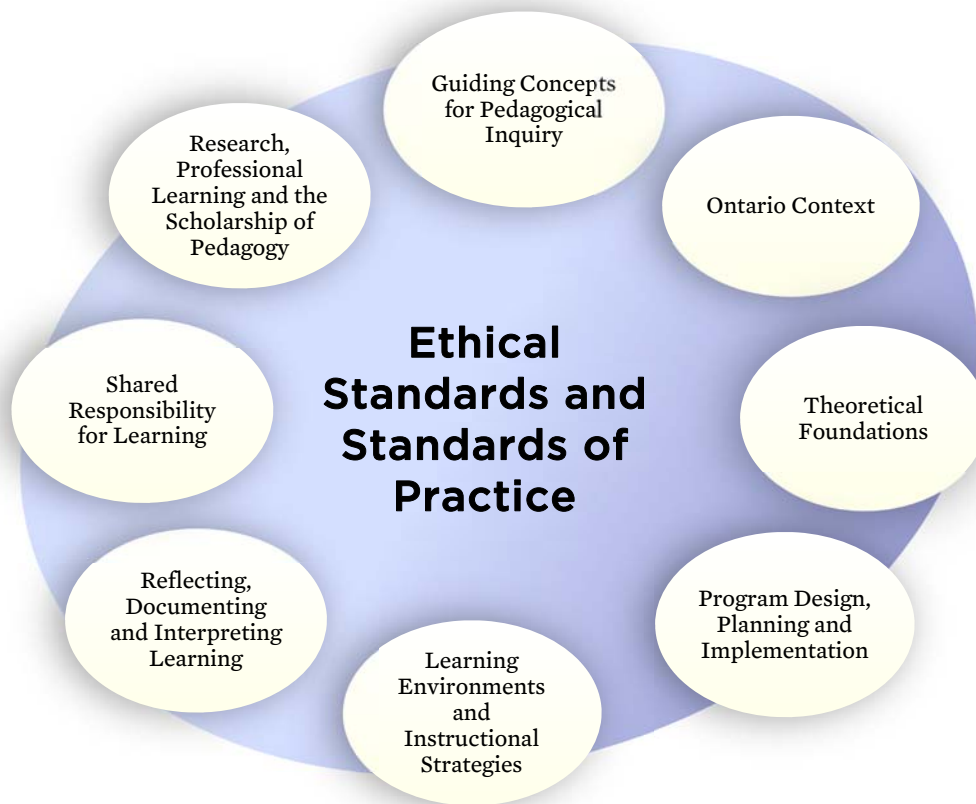 Guiding Concepts
for Pedagogical
Inquiry
Ontario Context
Theoretical
Foundations
Program Design,
Planning and
Implementation
Learning
Environments
and
Instructional
Strategies
Reflecting,
Documenting
and Interpreting
Learning
Shared
Responsibility
for Learning
Research,
Professional
Learning and the
Scholarship of
Pedagogy
Ethical
Standards and
Standards of
Practice